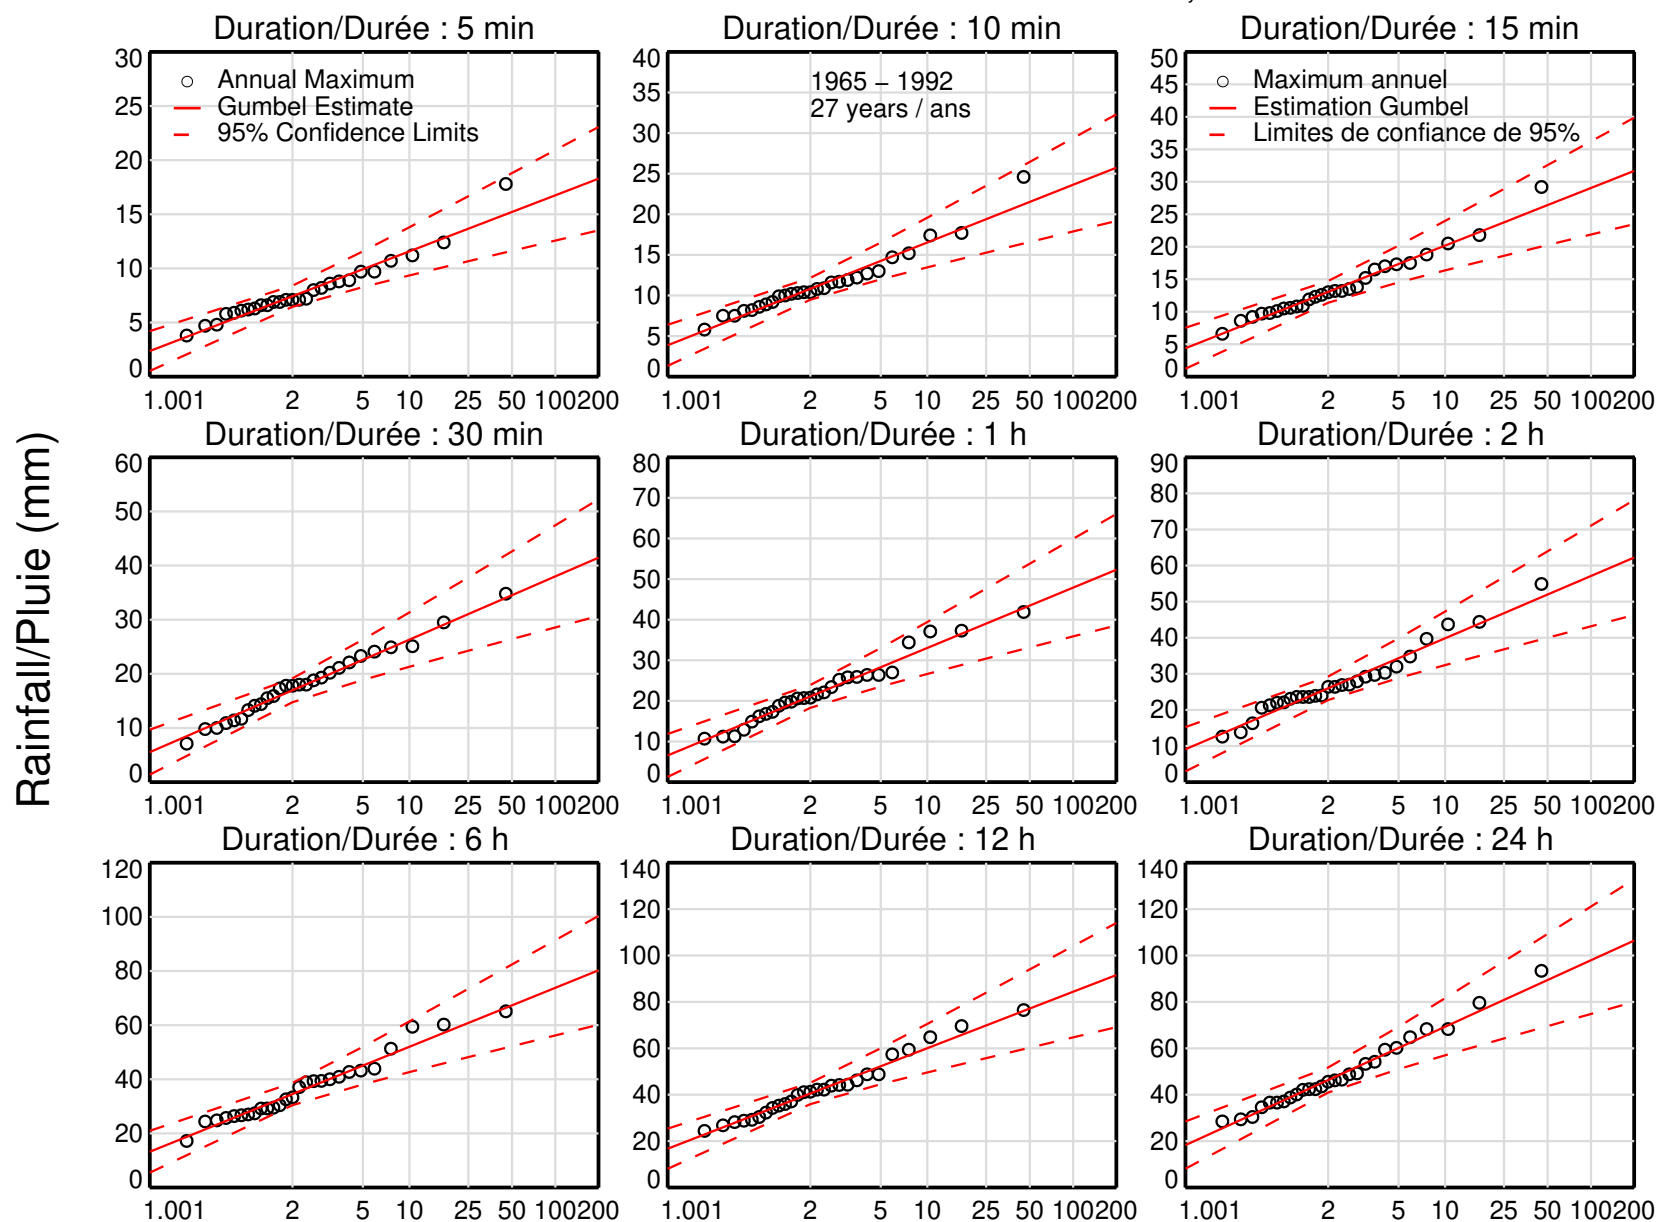 Duration/Durée : 5 min
Duration/Durée : 10 min
Duration/Durée : 15 min
30
25
20
15
10
5
0
Annual Maximum
Gumbel Estimate
95% Confidence Limits
1.001 2 5 10 25 50 100200
40
35
30
25
20
15
10
5
0
1965 – 1992
27 years / ans
1.001 2 5 10 25 50 100200
50
45
40
35
30
25
20
15
10
5
0
Maximum annuel
Estimation Gumbel
Limites de confiance de 95%
1.001 2 5 10 25 50 100200
Rainfall/Pluie (mm)
Duration/Durée : 30 min
Duration/Durée : 1 h
Duration/Durée : 2 h
60
50
40
30
20
10
0
1.001 2 5 10 25 50 100200
80
70
60
50
40
30
20
10
0
1.001 2 5 10 25 50 100200
90
80
70
60
50
40
30
20
10
0
1.001 2 5 10 25 50 100200
Duration/Durée : 6 h
Duration/Durée : 12 h
Duration/Durée : 24 h
120
100
80
60
40
20
0
1.001 2 5 10 25 50 100200
140
120
100
80
60
40
20
0
1.001 2 5 10 25 50 100200
140
120
100
80
60
40
20
0
1.001 2 5 10 25 50 100200